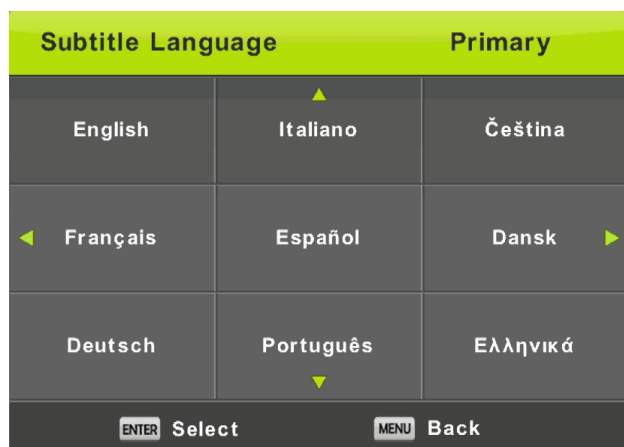 Subtitle Language Primary
English Italiano Čeština
Français Español Dansk
Deutsch Português Ελληνικά
ENTER Select MENU Back